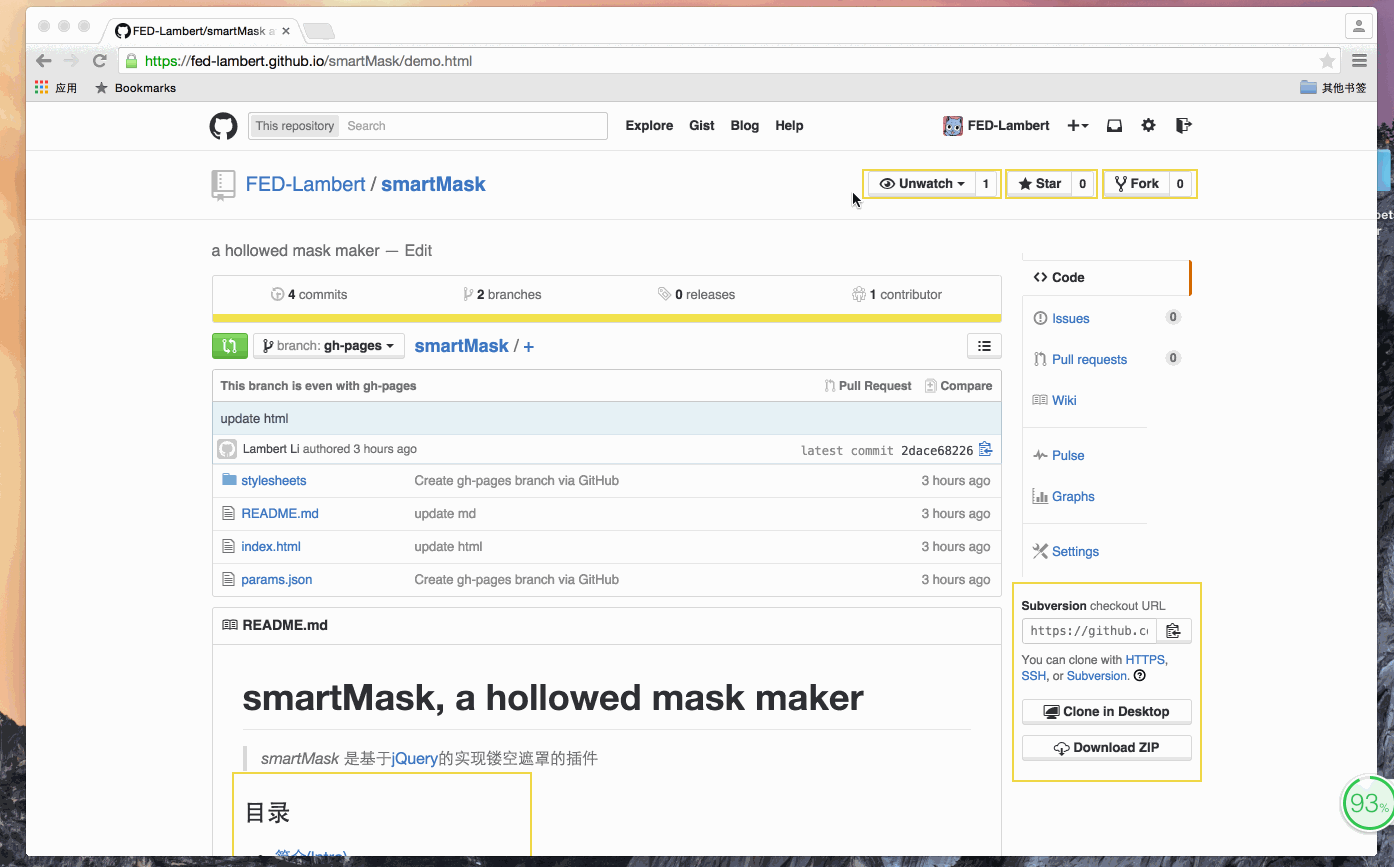 FED-Lambert/smartMask a
https://fed-lambert.github.io/smartMask/demo.html
应用 Bookmarks 其他书签
This repository Search Explore Gist Blog Help FED-Lambert
FED-Lambert / smartMask Unwatch 1 Star 0 Fork 0
a hollowed mask maker — Edit
4 commits 2 branches 0 releases 1 contributor
branch: gh-pages smartMask / +
This branch is even with gh-pages Pull Request Compare
update html
Lambert Li authored 3 hours ago latest commit 2dace68226
stylesheets Create gh-pages branch via GitHub 3 hours ago
README.md update md 3 hours ago
index.html update html 3 hours ago
params.json Create gh-pages branch via GitHub 3 hours ago
README.md
smartMask, a hollowed mask maker
smartMask 是基于jQuery的实现镂空遮罩的插件
目录
简介(Intro)
Code
Issues 0
Pull requests 0
Wiki
Pulse
Graphs
Settings
Subversion checkout URL
https://github.c
You can clone with HTTPS,
SSH, or Subversion.
Clone in Desktop
Download ZIP
93%